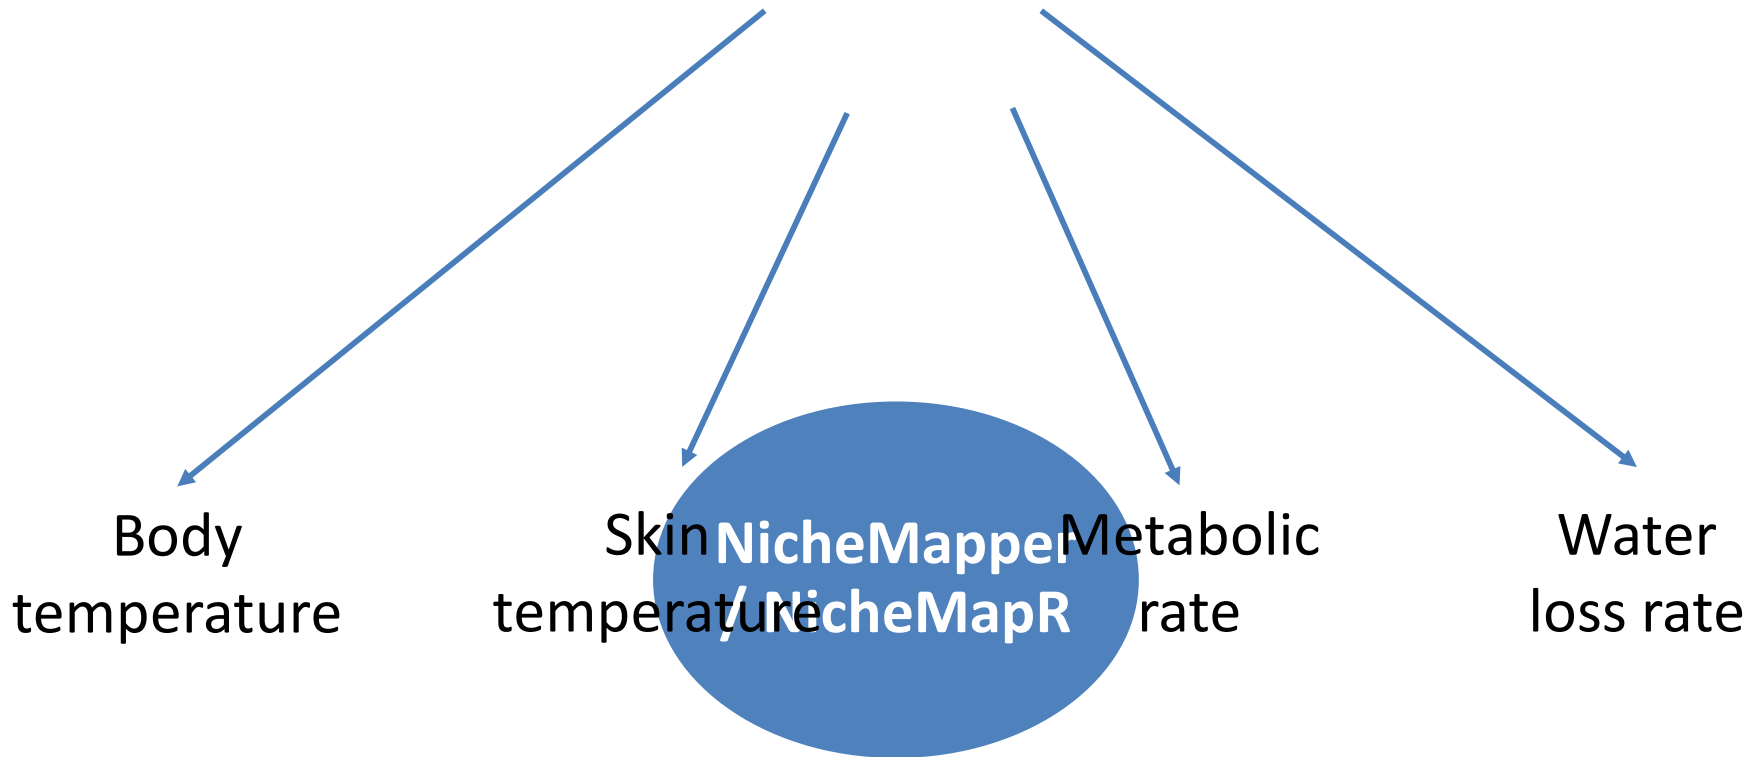 Body
temperature
Skin
temperature
NicheMapper
/ NicheMapR
Metabolic
rate
Water
loss rate